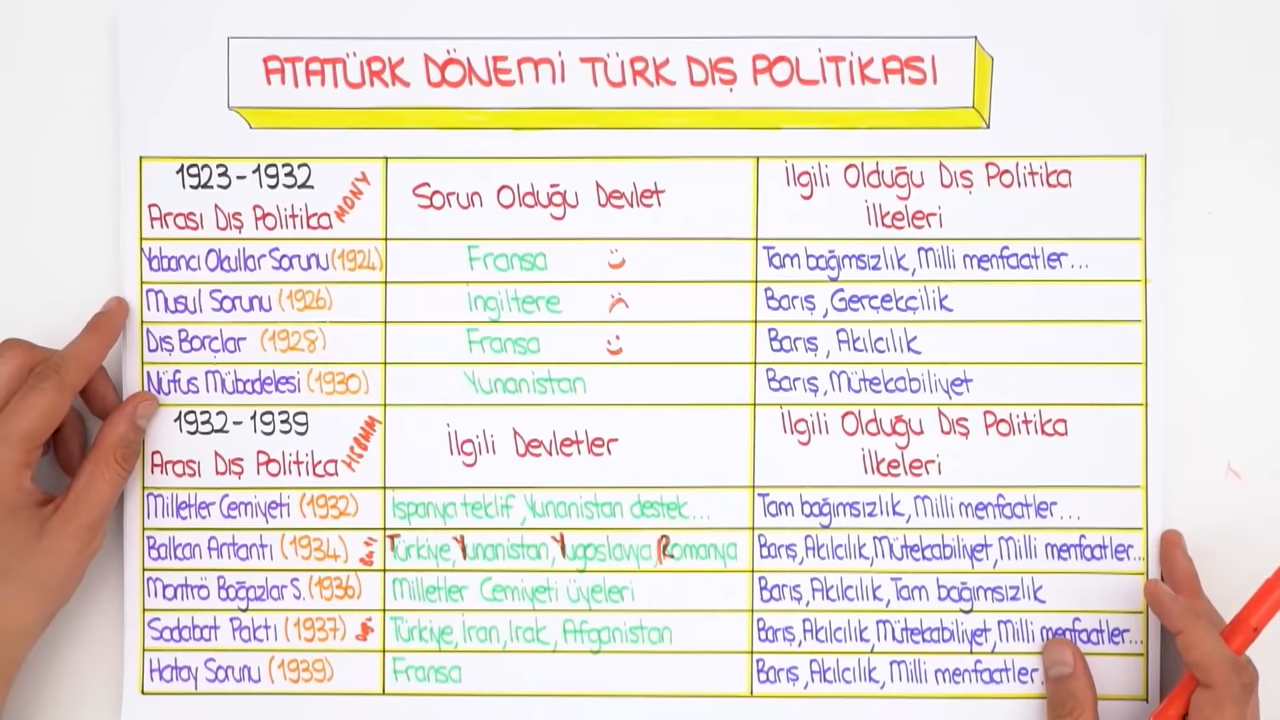 ATATÜRK DÖNEMİ TÜRK DIŞ POLİTİKASI
1923-1932
Arası Dış Politika MONY
Sorun Olduğu Devlet
İlgili Olduğu Dış Politika
İlkeleri
Yabancı Okullar Sorunu (1924) Fransa Tam bağımsızlık, Milli menfaatler...
Musul Sorunu (1926) İngiltere Barış, Gerçekçilik
Dış Borçlar (1928) Fransa Barış, Akılcılık
Nüfus Mübadelesi (1930) Yunanistan Barış, Mütekabiliyet
1932-1939
Arası Dış Politika
İlgili Devletler
İlgili Olduğu Dış Politika
İlkeleri
Milletler Cemiyeti (1932) İspanya teklif, Yunanistan destek... Tam bağımsızlık, Milli menfaatler...
Balkan Antantı (1934) Batı Türkiye, Yunanistan, Yugoslavya, Romanya Barış, Akılcılık, Mütekabiliyet, Milli menfaatler...
Montrö Boğazlar S. (1936) Milletler Cemiyeti üyeleri Barış, Akılcılık, Tam bağımsızlık
Sadabat Paktı (1937) Türkiye, İran, Irak, Afganistan Barış, Akılcılık, Mütekabiliyet, Milli menfaatler...
Hatay Sorunu (1939) Fransa Barış, Akılcılık, Milli menfaatler.